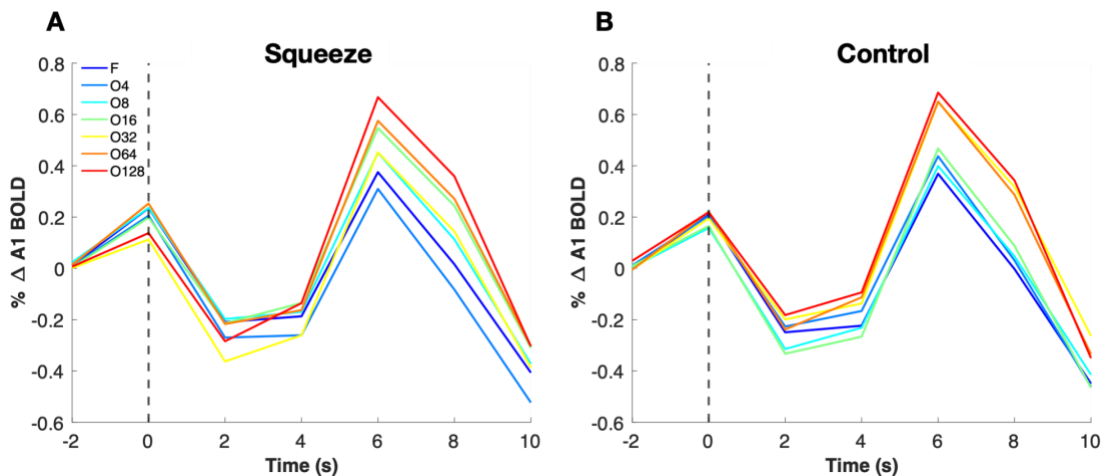 A
B
Squeeze
Control
0.8
0.6
0.4
0.2
0
-0.2
-0.4
-0.6
% Δ A1 BOLD
F
O4
O8
O16
O32
O64
O128
-2
0
2
4
6
8
10
Time (s)
0.8
0.6
0.4
0.2
0
-0.2
-0.4
-0.6
% Δ A1 BOLD
-2
0
2
4
6
8
10
Time (s)